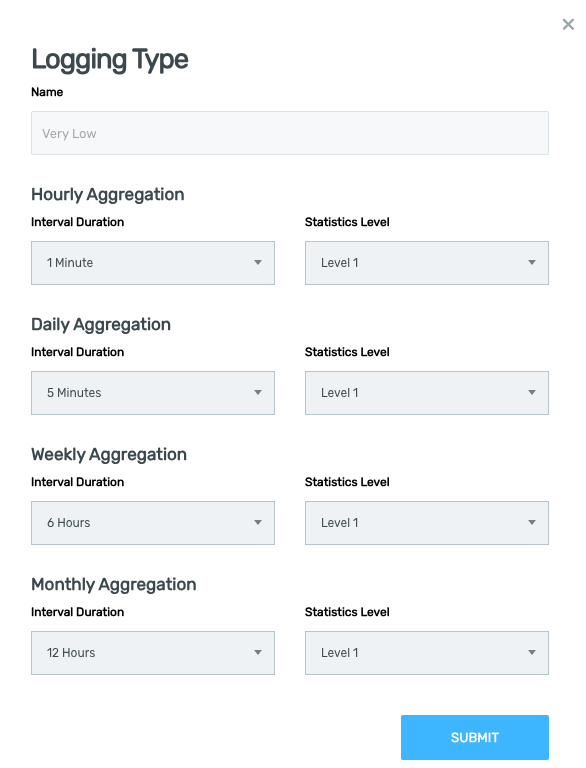 Logging Type
Name
Very Low
Hourly Aggregation
Interval Duration Statistics Level
1 Minute Level 1
Daily Aggregation
Interval Duration Statistics Level
5 Minutes Level 1
Weekly Aggregation
Interval Duration Statistics Level
6 Hours Level 1
Monthly Aggregation
Interval Duration Statistics Level
12 Hours Level 1
SUBMIT